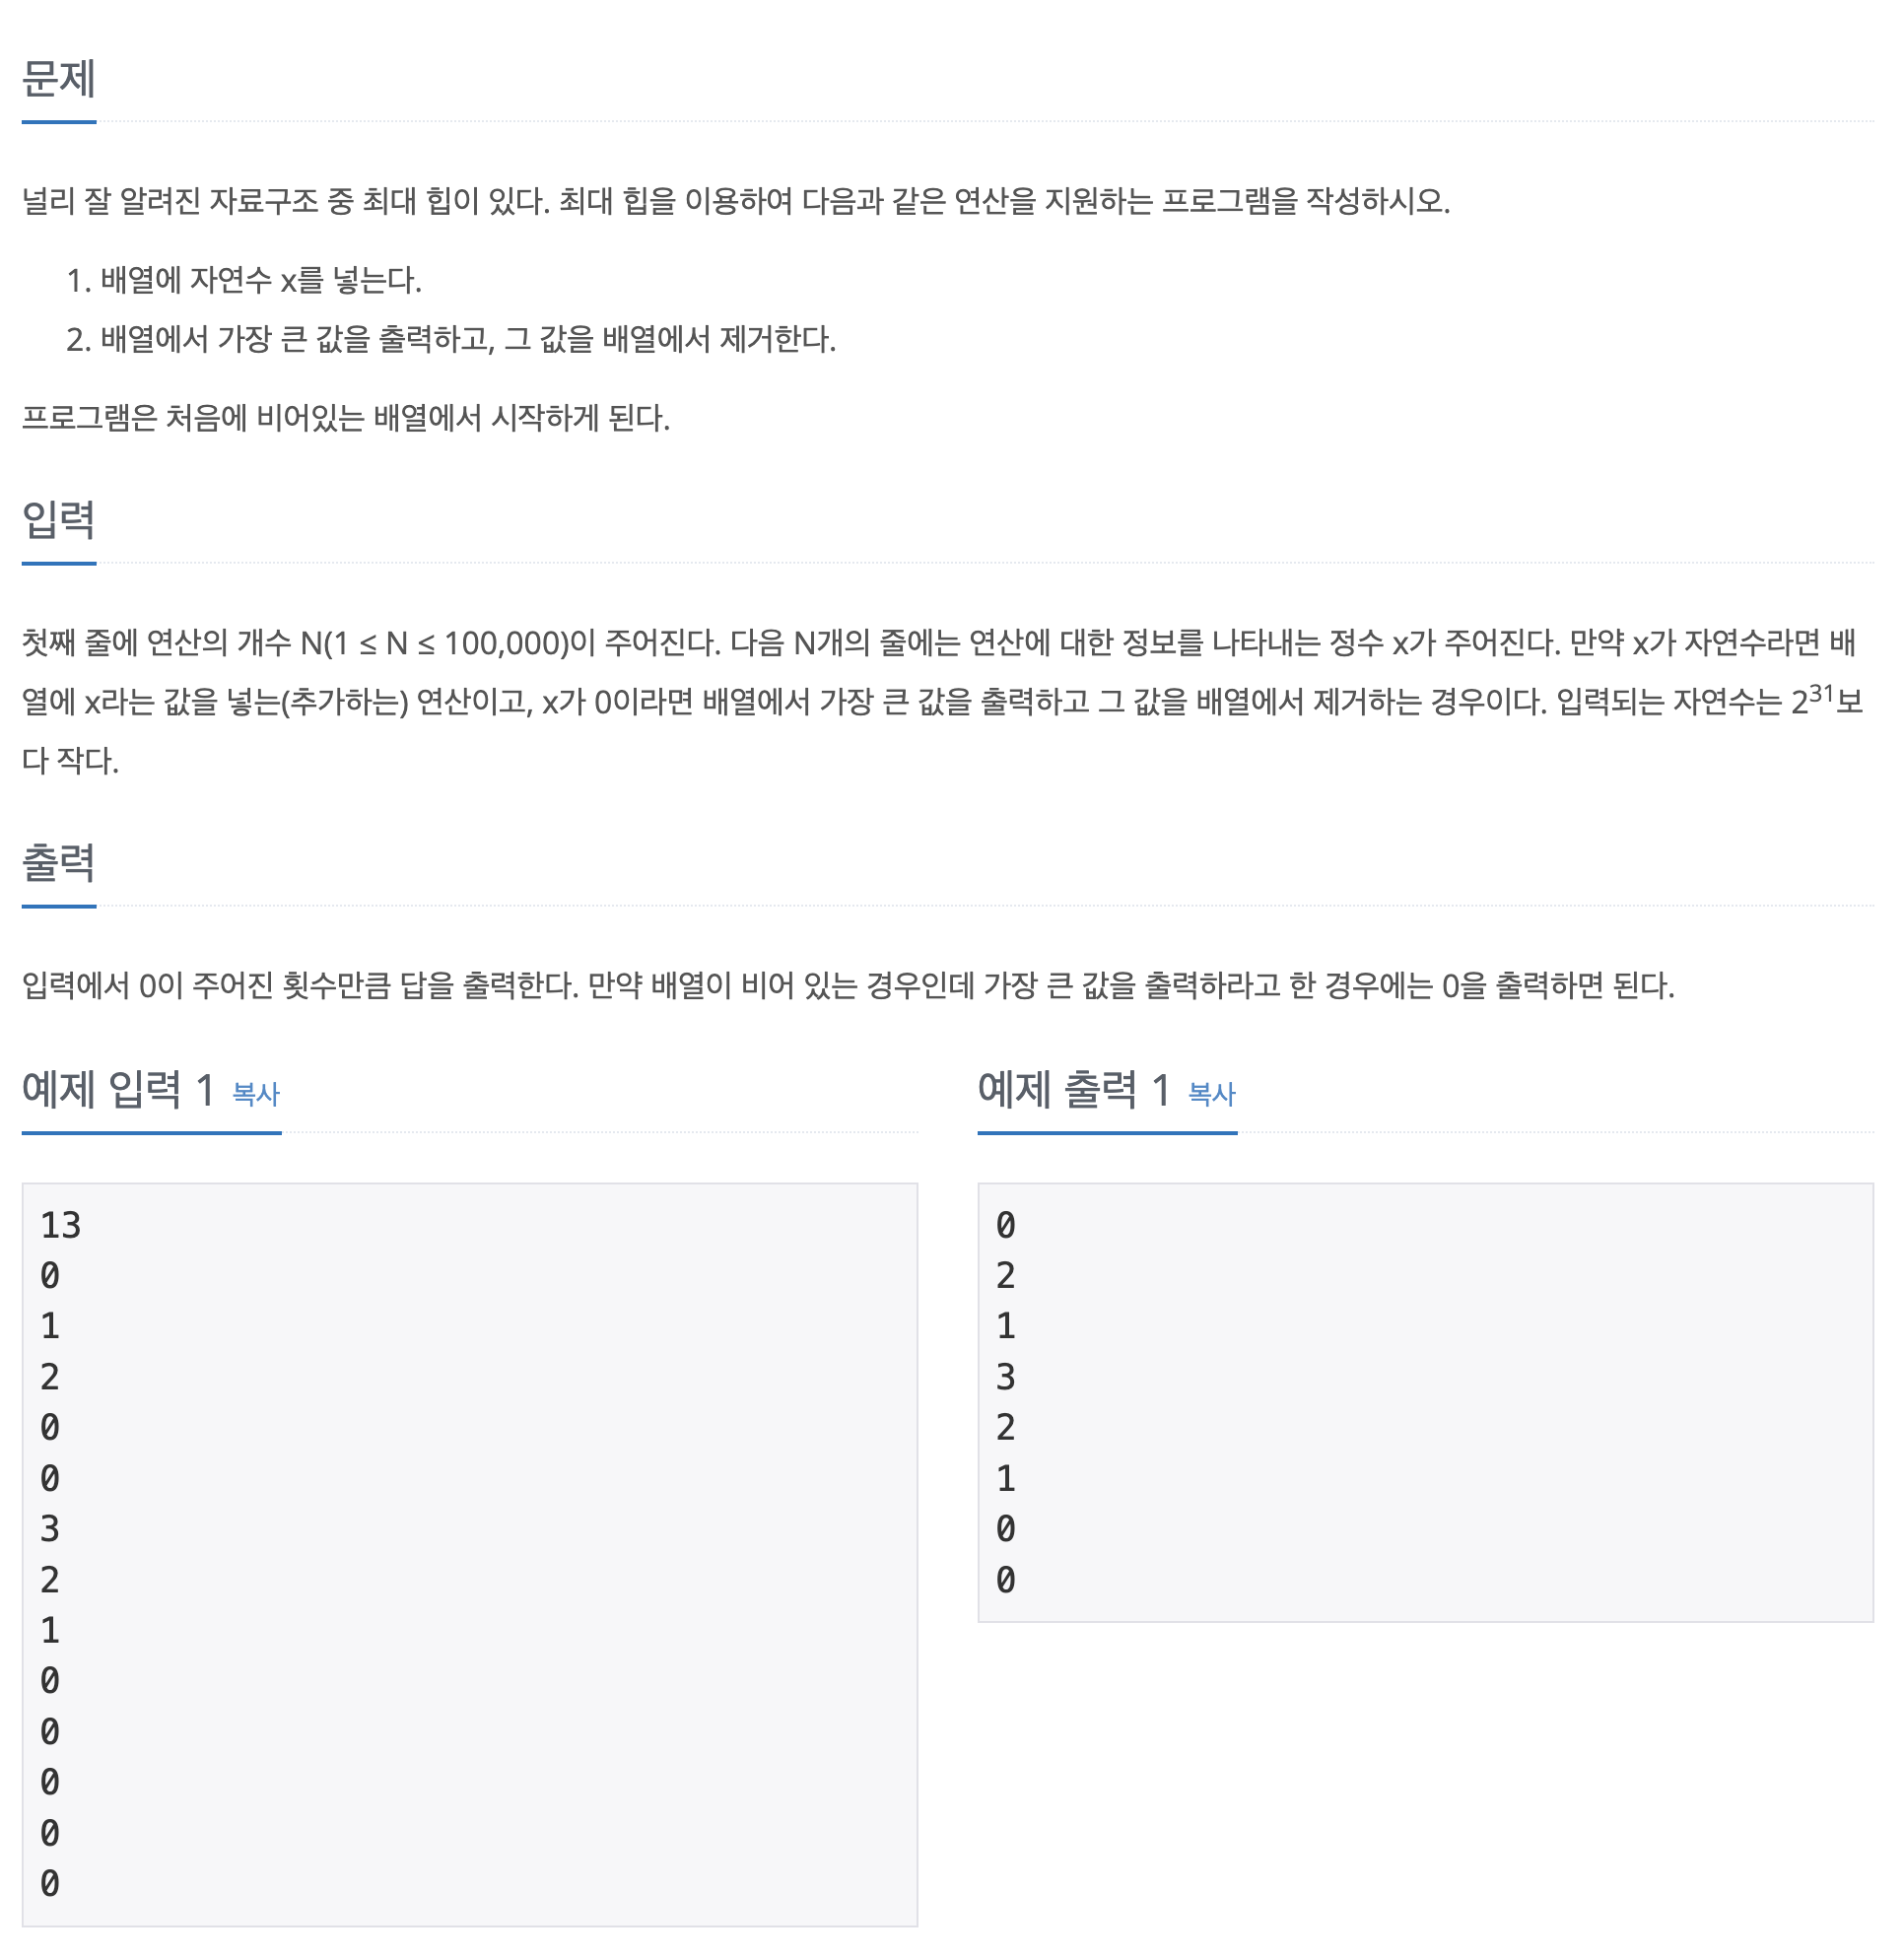 문제
널리 잘 알려진 자료구조 중 최대 힙이 있다. 최대 힙을 이용하여 다음과 같은 연산을 지원하는 프로그램을 작성하시오.
1. 배열에 자연수 x를 넣는다.
2. 배열에서 가장 큰 값을 출력하고, 그 값을 배열에서 제거한다.
프로그램은 처음에 비어있는 배열에서 시작하게 된다.
입력
첫째 줄에 연산의 개수 N(1 ≤ N ≤ 100,000)이 주어진다. 다음 N개의 줄에는 연산에 대한 정보를 나타내는 정수 x가 주어진다. 만약 x가 자연수라면 배
열에 x라는 값을 넣는(추가하는) 연산이고, x가 0이라면 배열에서 가장 큰 값을 출력하고 그 값을 배열에서 제거하는 경우이다. 입력되는 자연수는 2³¹보
다 작다.
출력
입력에서 0이 주어진 횟수만큼 답을 출력한다. 만약 배열이 비어 있는 경우인데 가장 큰 값을 출력하라고 한 경우에는 0을 출력하면 된다.
예제 입력 1 복사
13
0
1
2
0
0
3
2
1
0
0
0
0
0
예제 출력 1 복사
0
2
1
3
2
1
0
0